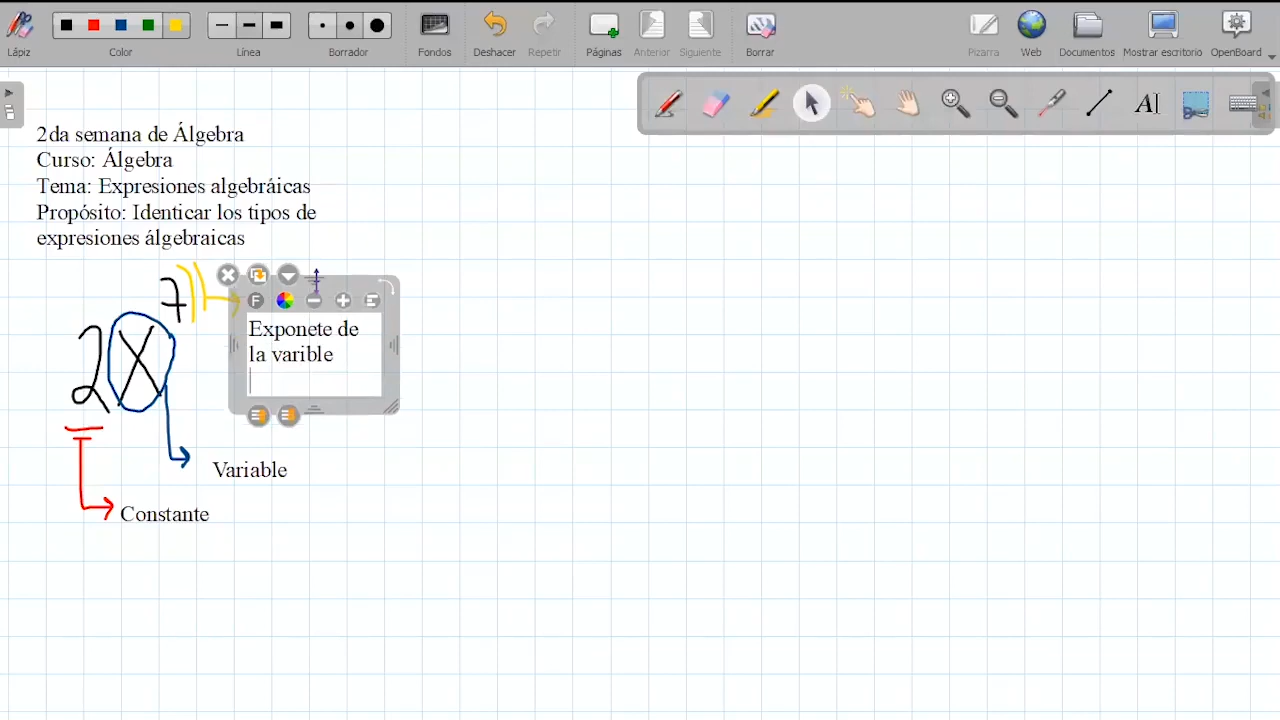 Lápiz
Color
Línea
Borrador
Fondos
Deshacer
Repetir
Páginas
Anterior
Siguiente
Borrar
Pizarra
Web
Documentos
Mostrar escritorio
OpenBoard
2da semana de Álgebra
Curso: Álgebra
Tema: Expresiones algebráicas
Propósito: Identicar los tipos de
expresiones álgebraicas
7
F
Exponete de
la varible
2X
Variable
Constante